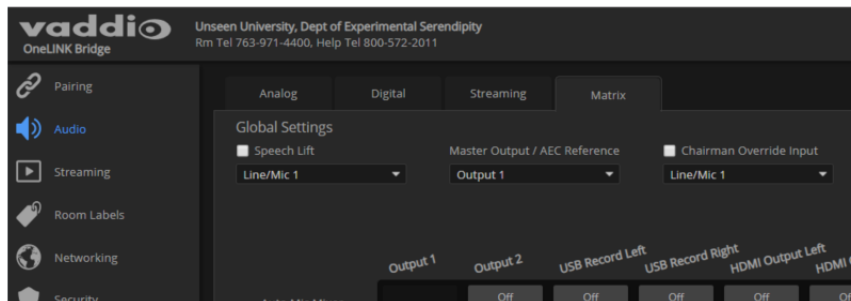 vaddio
OneLINK Bridge
Unseen University, Dept of Experimental Serendipity
Rm Tel 763-971-4400, Help Tel 800-572-2011
Pairing
Audio
Streaming
Room Labels
Networking
Security
Analog Digital Streaming Matrix
Global Settings
Speech Lift Master Output / AEC Reference Chairman Override Input
Line/Mic 1 Output 1 Line/Mic 1
Output 1 Output 2 USB Record Left USB Record Right HDMI Output Left HDMI
Off Off Off Off